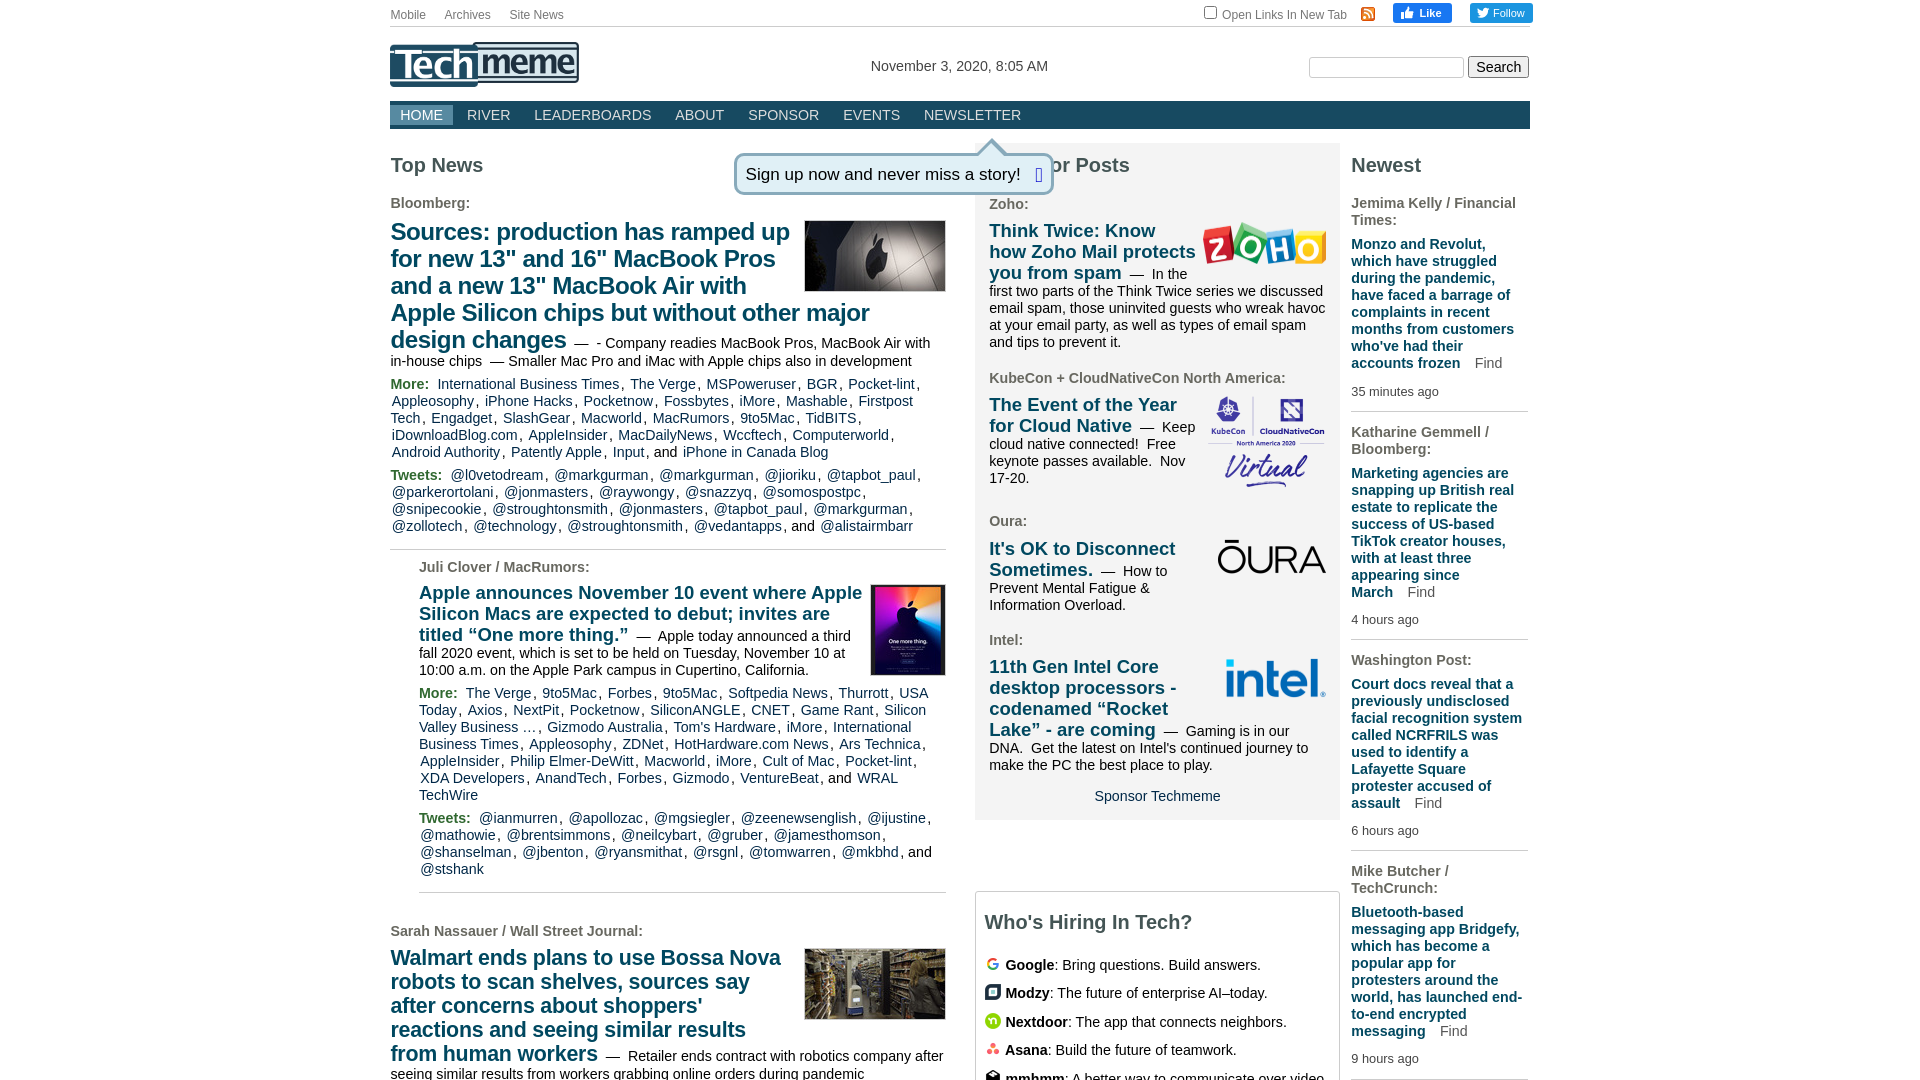 Mobile Archives Site News Open Links In New Tab Like Follow
Techmeme
November 3, 2020, 8:05 AM
Search
HOME RIVER LEADERBOARDS ABOUT SPONSOR EVENTS NEWSLETTER
Sign up now and never miss a story!
Top News
Bloomberg:
Sources: production has ramped up
for new 13" and 16" MacBook Pros
and a new 13" MacBook Air with
Apple Silicon chips but without other major
design changes — - Company readies MacBook Pros, MacBook Air with
in-house chips — Smaller Mac Pro and iMac with Apple chips also in development
More: International Business Times, The Verge, MSPoweruser, BGR, Pocket-lint,
Appleosophy, iPhone Hacks, Pocketnow, Fossbytes, iMore, Mashable, Firstpost
Tech, Engadget, SlashGear, Macworld, MacRumors, 9to5Mac, TidBITS,
iDownloadBlog.com, AppleInsider, MacDailyNews, Wccftech, Computerworld,
Android Authority, Patently Apple, Input, and iPhone in Canada Blog
Tweets: @l0vetodream, @markgurman, @markgurman, @jioriku, @tapbot_paul,
@parkerortolani, @jonmasters, @raywongy, @snazzyq, @somospostpc,
@snipecookie, @stroughtonsmith, @jonmasters, @tapbot_paul, @markgurman,
@zollotech, @technology, @stroughtonsmith, @vedantapps, and @alistairmbarr
Juli Clover / MacRumors:
Apple announces November 10 event where Apple
Silicon Macs are expected to debut; invites are
titled “One more thing.” — Apple today announced a third
fall 2020 event, which is set to be held on Tuesday, November 10 at
10:00 a.m. on the Apple Park campus in Cupertino, California.
One more thing.
More: The Verge, 9to5Mac, Forbes, 9to5Mac, Softpedia News, Thurrott, USA
Today, Axios, NextPit, Pocketnow, SiliconANGLE, CNET, Game Rant, Silicon
Valley Business …, Gizmodo Australia, Tom's Hardware, iMore, International
Business Times, Appleosophy, ZDNet, HotHardware.com News, Ars Technica,
AppleInsider, Philip Elmer-DeWitt, Macworld, iMore, Cult of Mac, Pocket-lint,
XDA Developers, AnandTech, Forbes, Gizmodo, VentureBeat, and WRAL
TechWire
Tweets: @ianmurren, @apollozac, @mgsiegler, @zeenewsenglish, @ijustine,
@mathowie, @brentsimmons, @neilcybart, @gruber, @jamesthomson,
@shanselman, @jbenton, @ryansmithat, @rsgnl, @tomwarren, @mkbhd, and
@stshank
Sarah Nassauer / Wall Street Journal:
Walmart ends plans to use Bossa Nova
robots to scan shelves, sources say
after concerns about shoppers'
reactions and seeing similar results
from human workers — Retailer ends contract with robotics company after
seeing similar results from workers grabbing online orders during pandemic
or Posts
Zoho:
Think Twice: Know
how Zoho Mail protects
you from spam — In the
first two parts of the Think Twice series we discussed
email spam, those uninvited guests who wreak havoc
at your email party, as well as types of email spam
and tips to prevent it.
ZOHO
KubeCon + CloudNativeCon North America:
The Event of the Year
for Cloud Native — Keep
cloud native connected! Free
keynote passes available. Nov
17-20.
KubeCon CloudNativeCon
North America 2020
Virtual
Oura:
It's OK to Disconnect
Sometimes. — How to
Prevent Mental Fatigue &
Information Overload.
ŌURA
Intel:
11th Gen Intel Core
desktop processors -
codenamed “Rocket
Lake” - are coming — Gaming is in our
DNA. Get the latest on Intel's continued journey to
make the PC the best place to play.
intel.
Sponsor Techmeme
Who's Hiring In Tech?
Google: Bring questions. Build answers.
Modzy: The future of enterprise AI–today.
Nextdoor: The app that connects neighbors.
Asana: Build the future of teamwork.
mmhmm: A better way to communicate over video
Newest
Jemima Kelly / Financial
Times:
Monzo and Revolut,
which have struggled
during the pandemic,
have faced a barrage of
complaints in recent
months from customers
who've had their
accounts frozen Find
35 minutes ago
Katharine Gemmell /
Bloomberg:
Marketing agencies are
snapping up British real
estate to replicate the
success of US-based
TikTok creator houses,
with at least three
appearing since
March Find
4 hours ago
Washington Post:
Court docs reveal that a
previously undisclosed
facial recognition system
called NCRFRILS was
used to identify a
Lafayette Square
protester accused of
assault Find
6 hours ago
Mike Butcher /
TechCrunch:
Bluetooth-based
messaging app Bridgefy,
which has become a
popular app for
protesters around the
world, has launched end-
to-end encrypted
messaging Find
9 hours ago